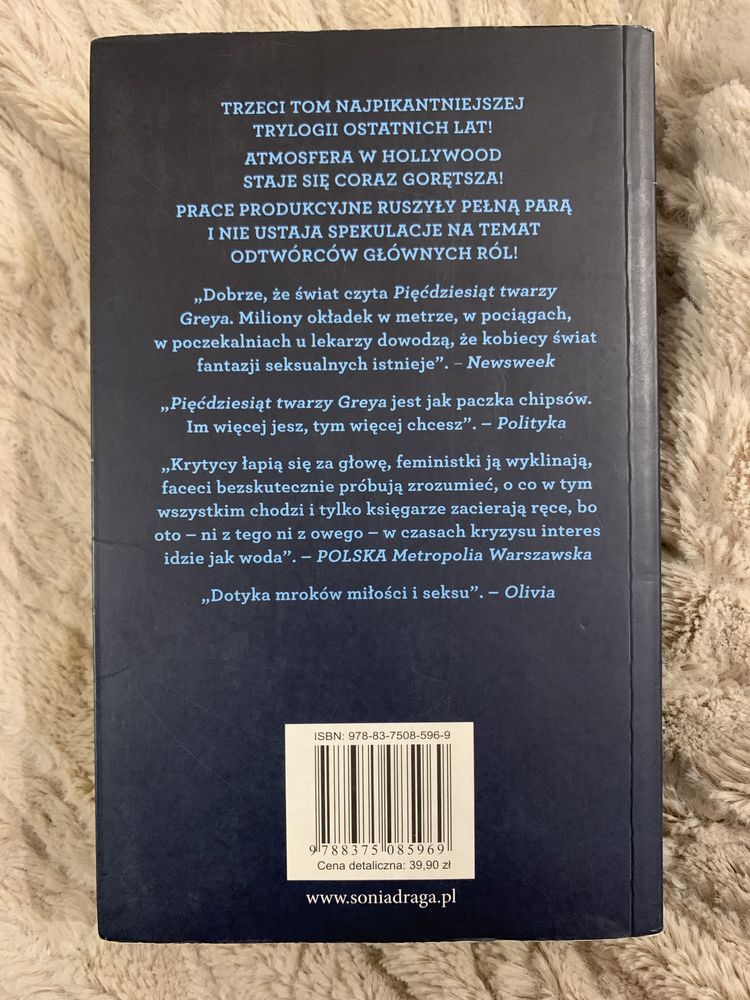 TRZECI TOM NAJPIKANTNIEJSZEJ
TRYLOGII OSTATNICH LAT!
ATMOSFERA W HOLLYWOOD
STAJE SIĘ CORAZ GORĘTSZA!
PRACE PRODUKCYJNE RUSZYŁY PEŁNĄ PARĄ
I NIE USTAJA SPEKULACJE NA TEMAT
ODTWÓRCÓW GŁÓWNYCH RÓL!
„Dobrze, że świat czyta Pięćdziesiąt twarzy
Greya. Miliony okładek w metrze, w pociągach,
w poczekalniach u lekarzy dowodzą, że kobiecy świat
fantazji seksualnych istnieje”. – Newsweek
„Pięćdziesiąt twarzy Greya jest jak paczka chipsów.
Im więcej jesz, tym więcej chcesz”. – Polityka
„Krytycy łapią się za głowę, feministki ją wyklinają,
faceci bezskutecznie próbują zrozumieć, o co w tym
wszystkim chodzi i tylko księgarze zacierają ręce, bo
oto – ni z tego ni z owego – w czasach kryzysu interes
idzie jak woda”. – POLSKA Metropolia Warszawska
„Dotyka mroków miłości i seksu”. – Olivia
ISBN: 978-83-7508-596-9
9 788375 085969
Cena detaliczna: 39,90 zł
www.soniadraga.pl